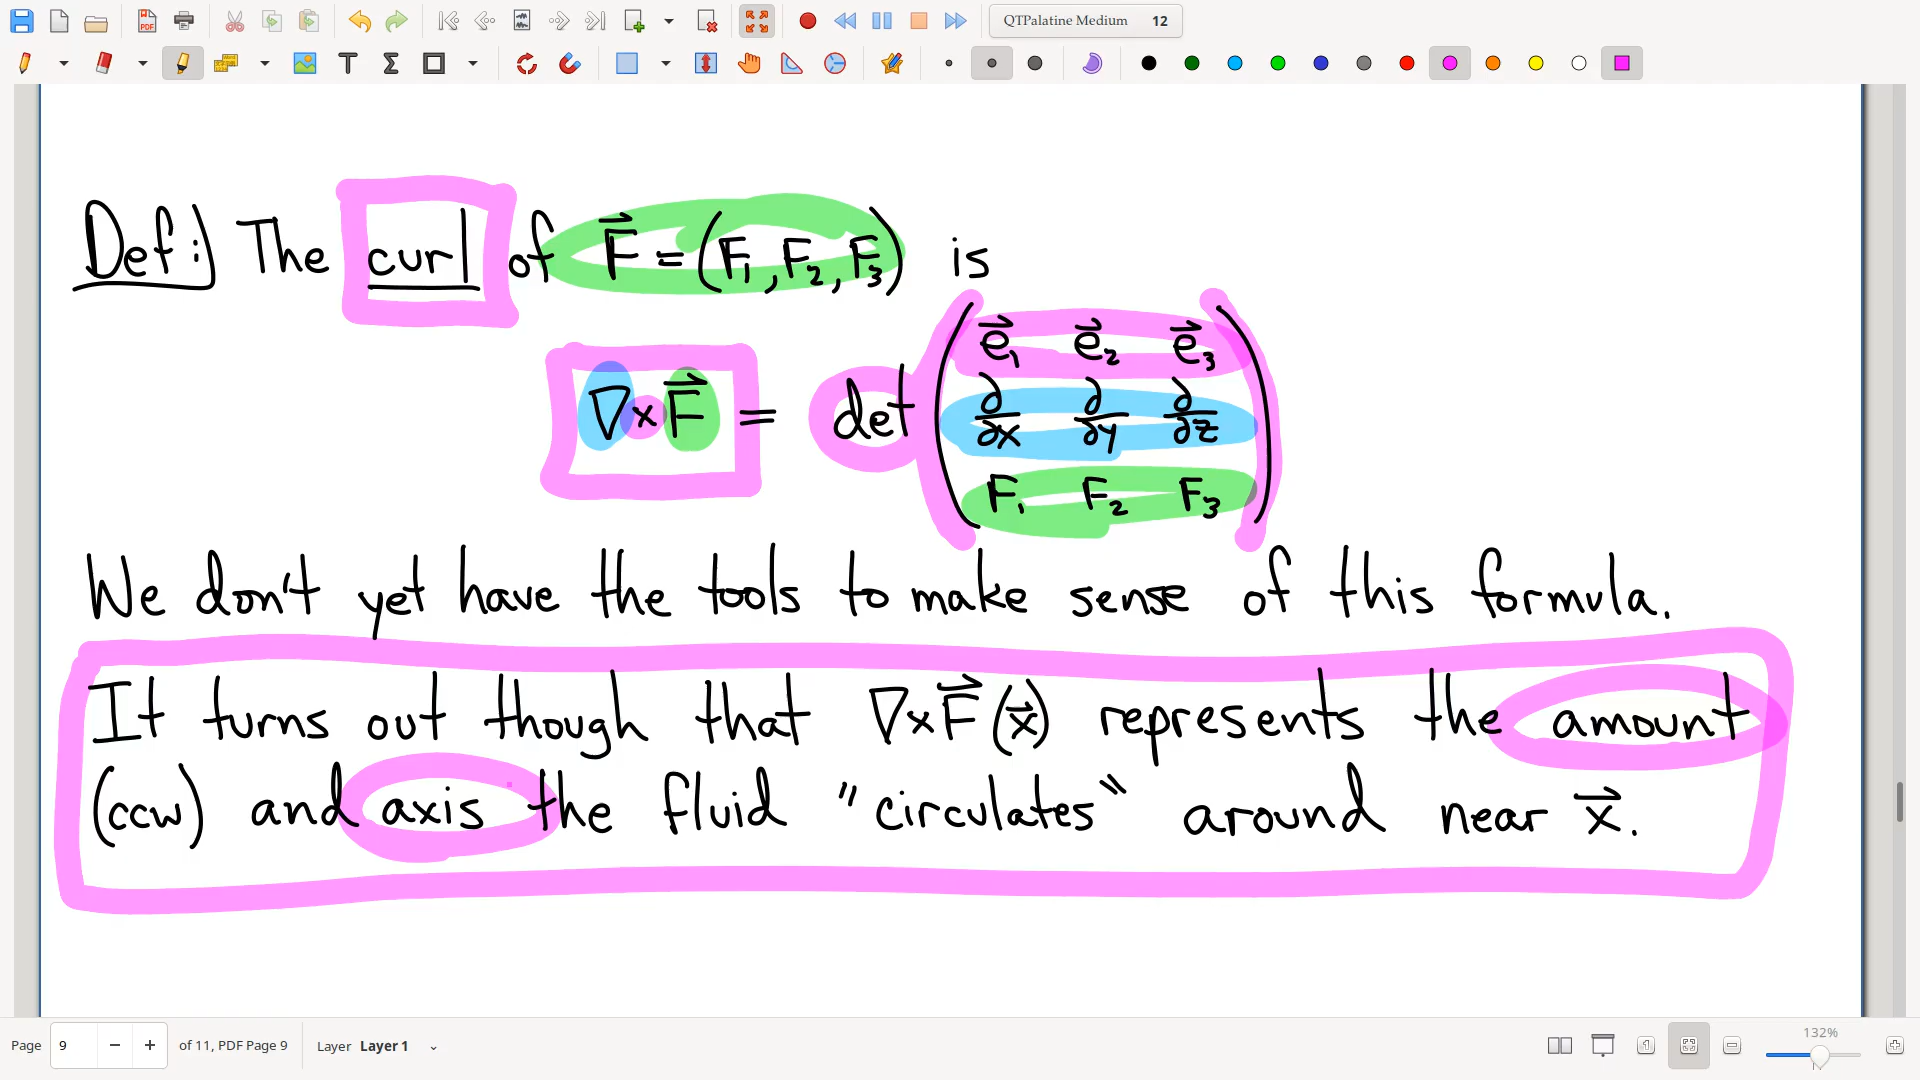 QTPalatine Medium 12
Def:) The curl of F⃗ = (F₁, F₂, F₃) is
∇×F⃗ = det ( e⃗₁ e⃗₂ e⃗₃
∂/∂x ∂/∂y ∂/∂z
F₁ F₂ F₃ )
We don't yet have the tools to make sense of this formula.
It turns out though that ∇×F⃗(x⃗) represents the amount
(ccw) and axis the fluid "circulates" around near x⃗.
Page 9 of 11, PDF Page 9 Layer Layer 1 132%